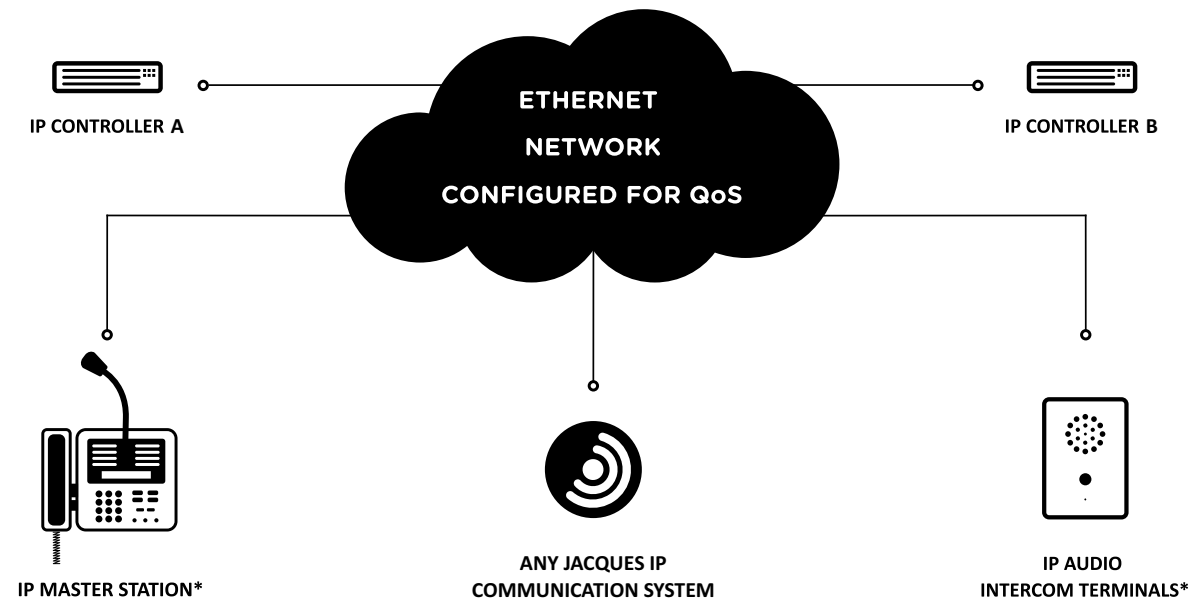 ETHERNET
NETWORK
CONFIGURED FOR QoS
IP CONTROLLER A
IP CONTROLLER B
IP MASTER STATION*
ANY JACQUES IP
COMMUNICATION SYSTEM
IP AUDIO
INTERCOM TERMINALS*